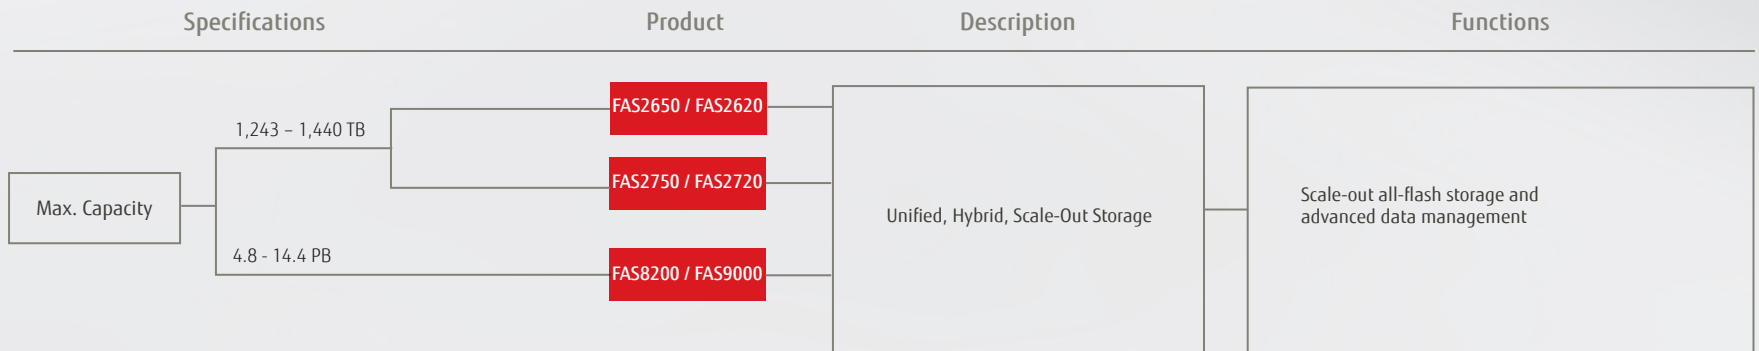 Specifications
Product
Description
Functions
FAS2650 / FAS2620
1,243 – 1,440 TB
FAS2750 / FAS2720
Max. Capacity
Unified, Hybrid, Scale-Out Storage
Scale-out all-flash storage and
advanced data management
4.8 - 14.4 PB
FAS8200 / FAS9000